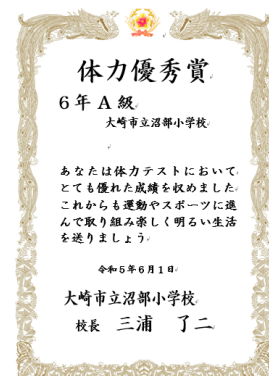 体力優秀賞
６年Ａ級
大崎市立沼部小学校
あなたは体力テストにおいて
とても優れた成績を収めました
これからも運動やスポーツに進
んで取り組み楽しく明るい生活
を送りましょう
令和５年６月１日
大崎市立沼部小学校
校長　三浦　了二